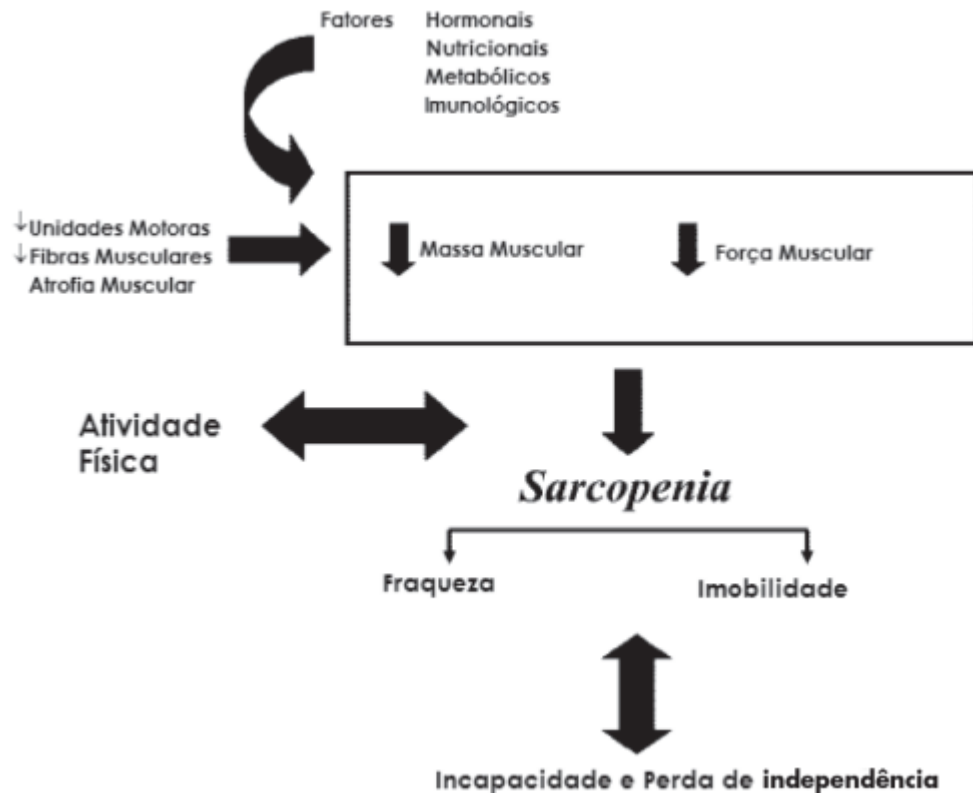 Fatores Hormonais
Nutricionais
Metabólicos
Imunológicos
↓Unidades Motoras
↓Fibras Musculares
Atrofia Muscular
Massa Muscular
Força Muscular
Atividade
Física
Sarcopenia
Fraqueza
Imobilidade
Incapacidade e Perda de independência